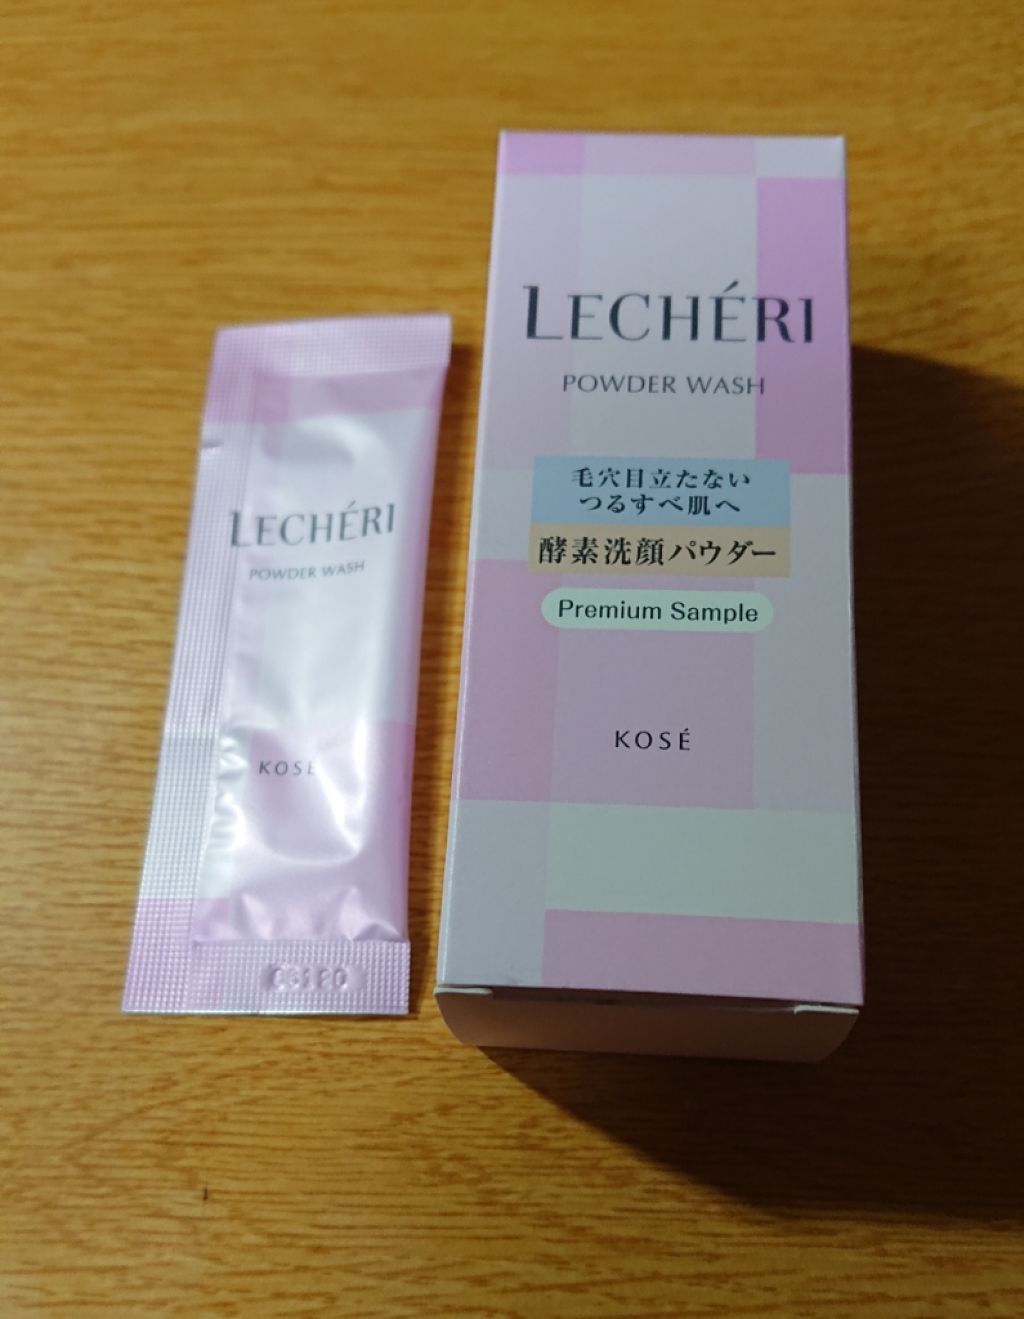 LECHÉRI
POWDER WASH
KOSÉ
LECHÉRI
POWDER WASH
毛穴目立たない
つるすべ肌へ
酵素洗顔パウダー
Premium Sample
KOSÉ